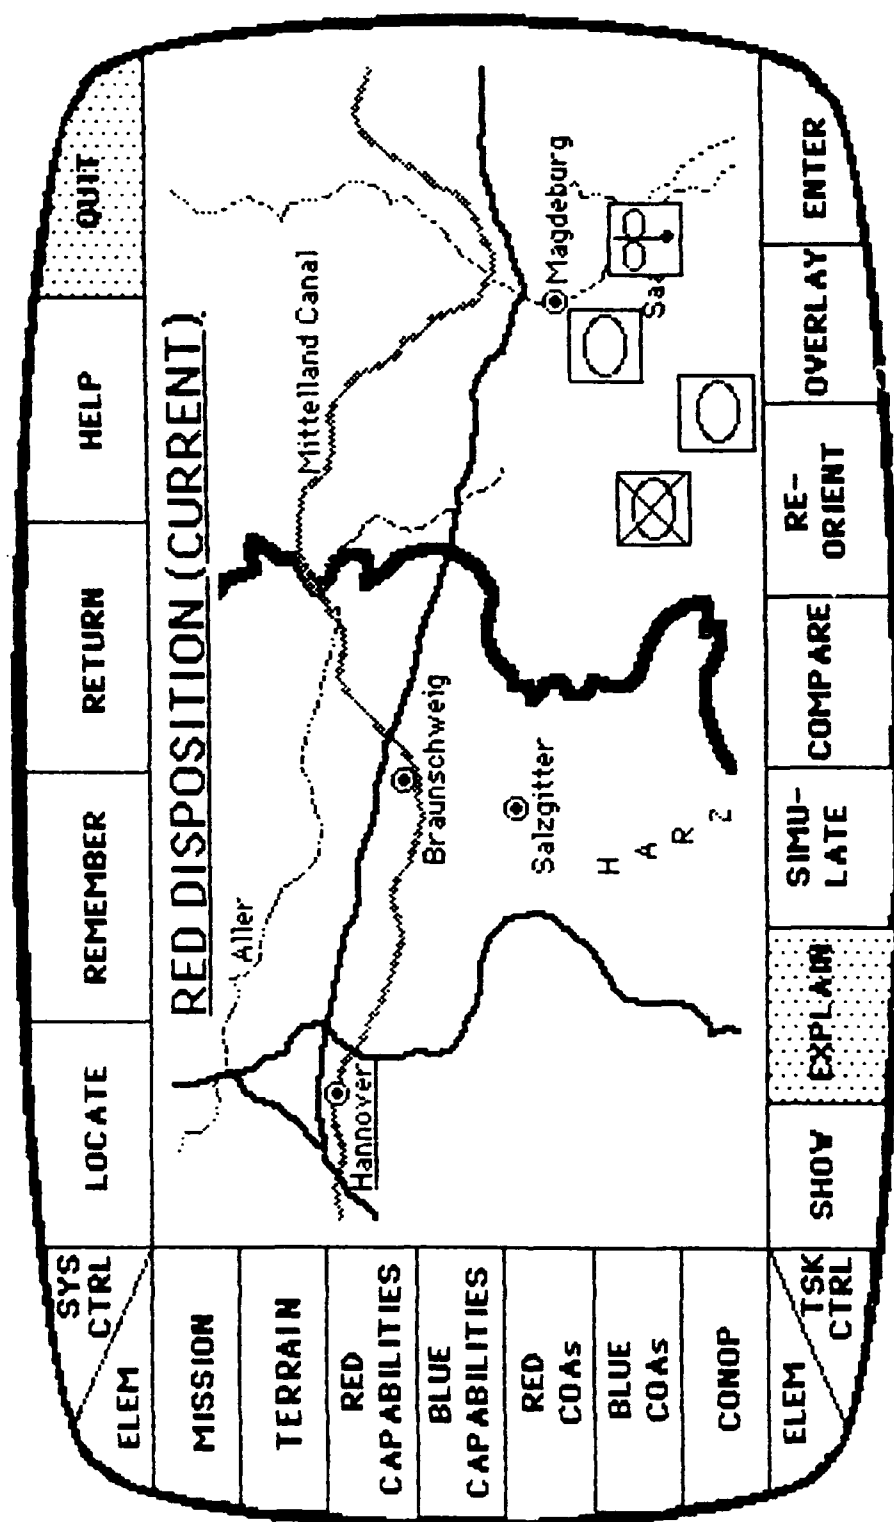 SYS
CTRL
ELEM
LOCATE
REMEMBER
RETURN
HELP
QUIT
MISSION
TERRAIN
RED
CAPABILITIES
BLUE
CAPABILITIES
RED
COAs
BLUE
COAs
CONOP
RED DISPOSITION (CURRENT)
Aller
Mittelland Canal
Hannover
Braunschweig
Magdeburg
Salzgitter
H
A
R
Z
ELEM
TSK
CTRL
SHOW
EXPLAIN
SIMU-
LATE
COMPARE
RE-
ORIENT
OVERLAY
ENTER